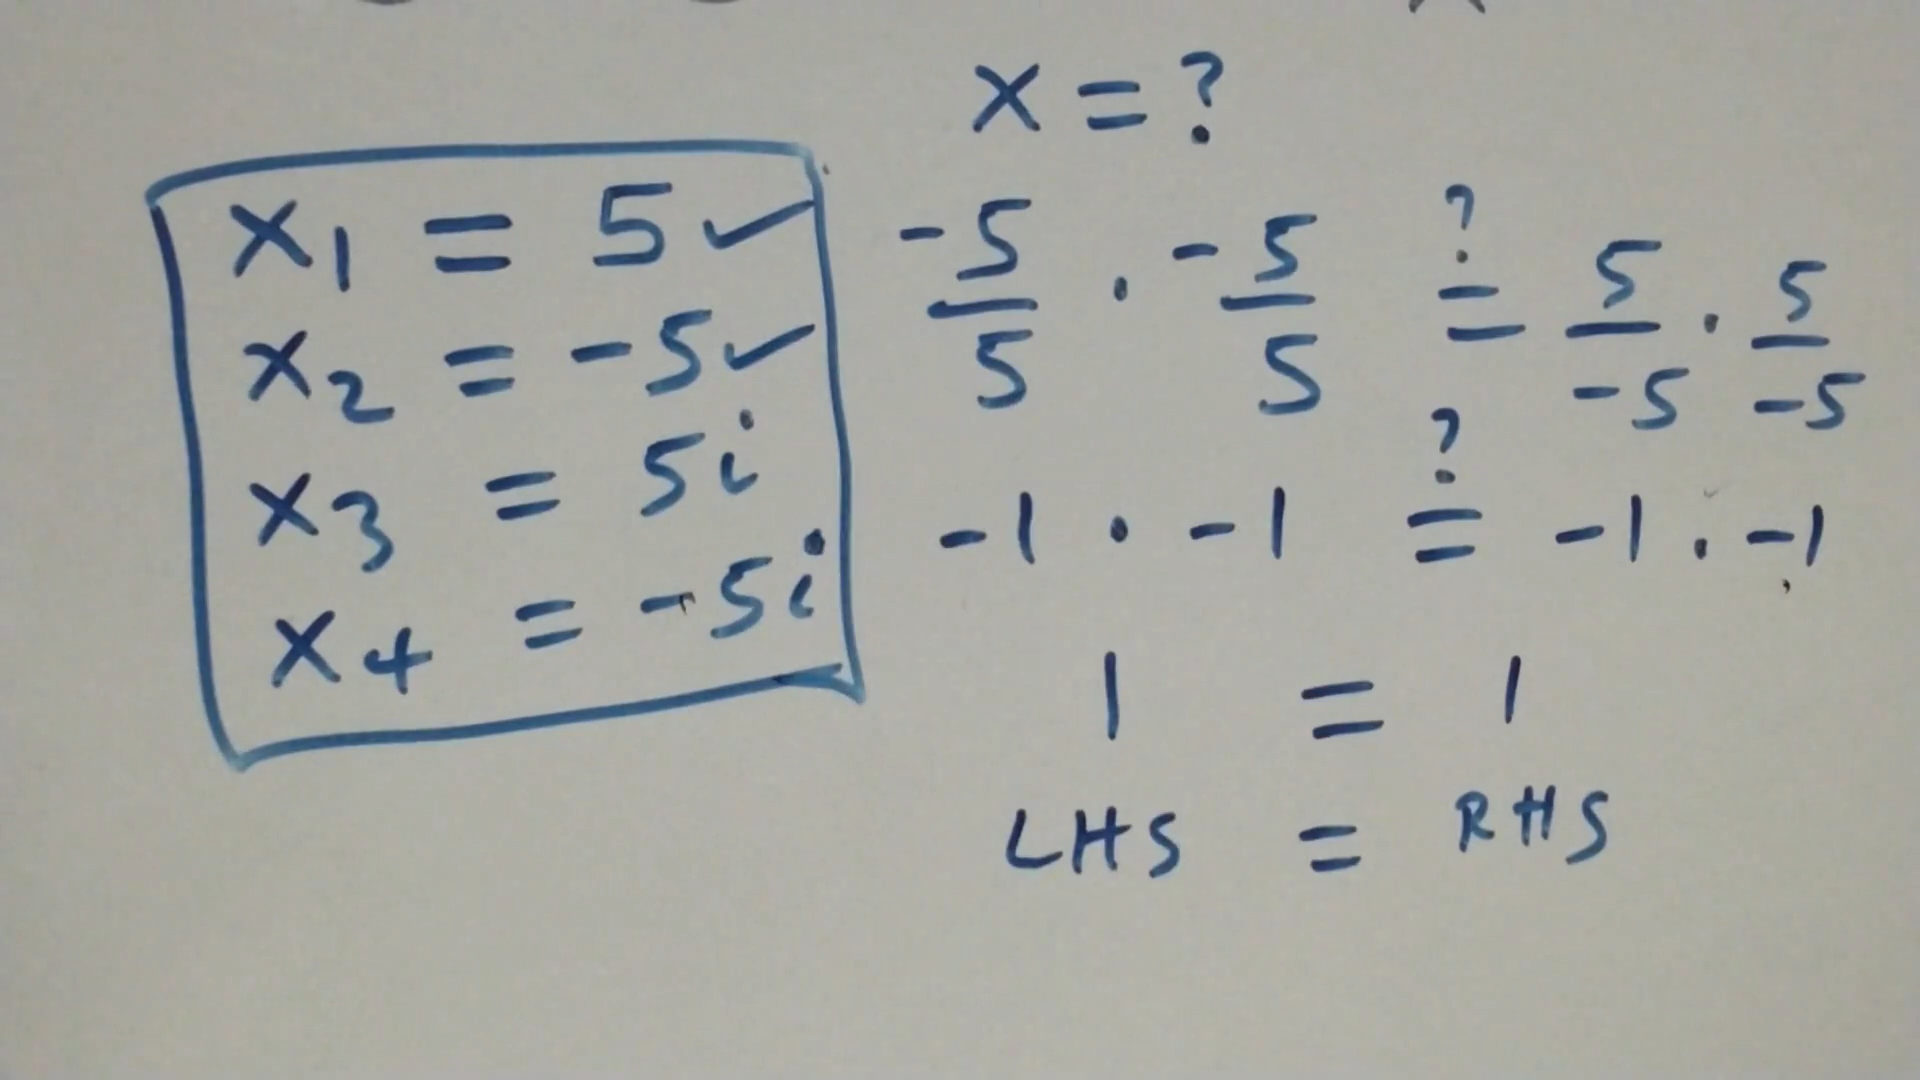 x = ?
x₁ = 5 ✓
x₂ = -5 ✓
x₃ = 5i
x₄ = -5i
-5/5 · -5/5 ?= 5/-5 · 5/-5
-1 · -1 ?= -1 · -1
1 = 1
LHS = RHS